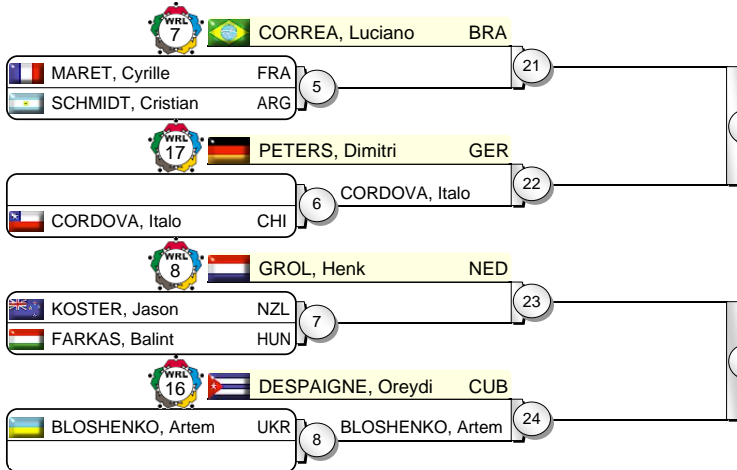 WRL 7 CORREA, Luciano BRA
21
MARET, Cyrille FRA
5
SCHMIDT, Cristian ARG
WRL 17 PETERS, Dimitri GER
22
6 CORDOVA, Italo
CORDOVA, Italo CHI
WRL 8 GROL, Henk NED
23
KOSTER, Jason NZL
7
FARKAS, Balint HUN
WRL 16 DESPAIGNE, Oreydi CUB
24
BLOSHENKO, Artem UKR
8 BLOSHENKO, Artem